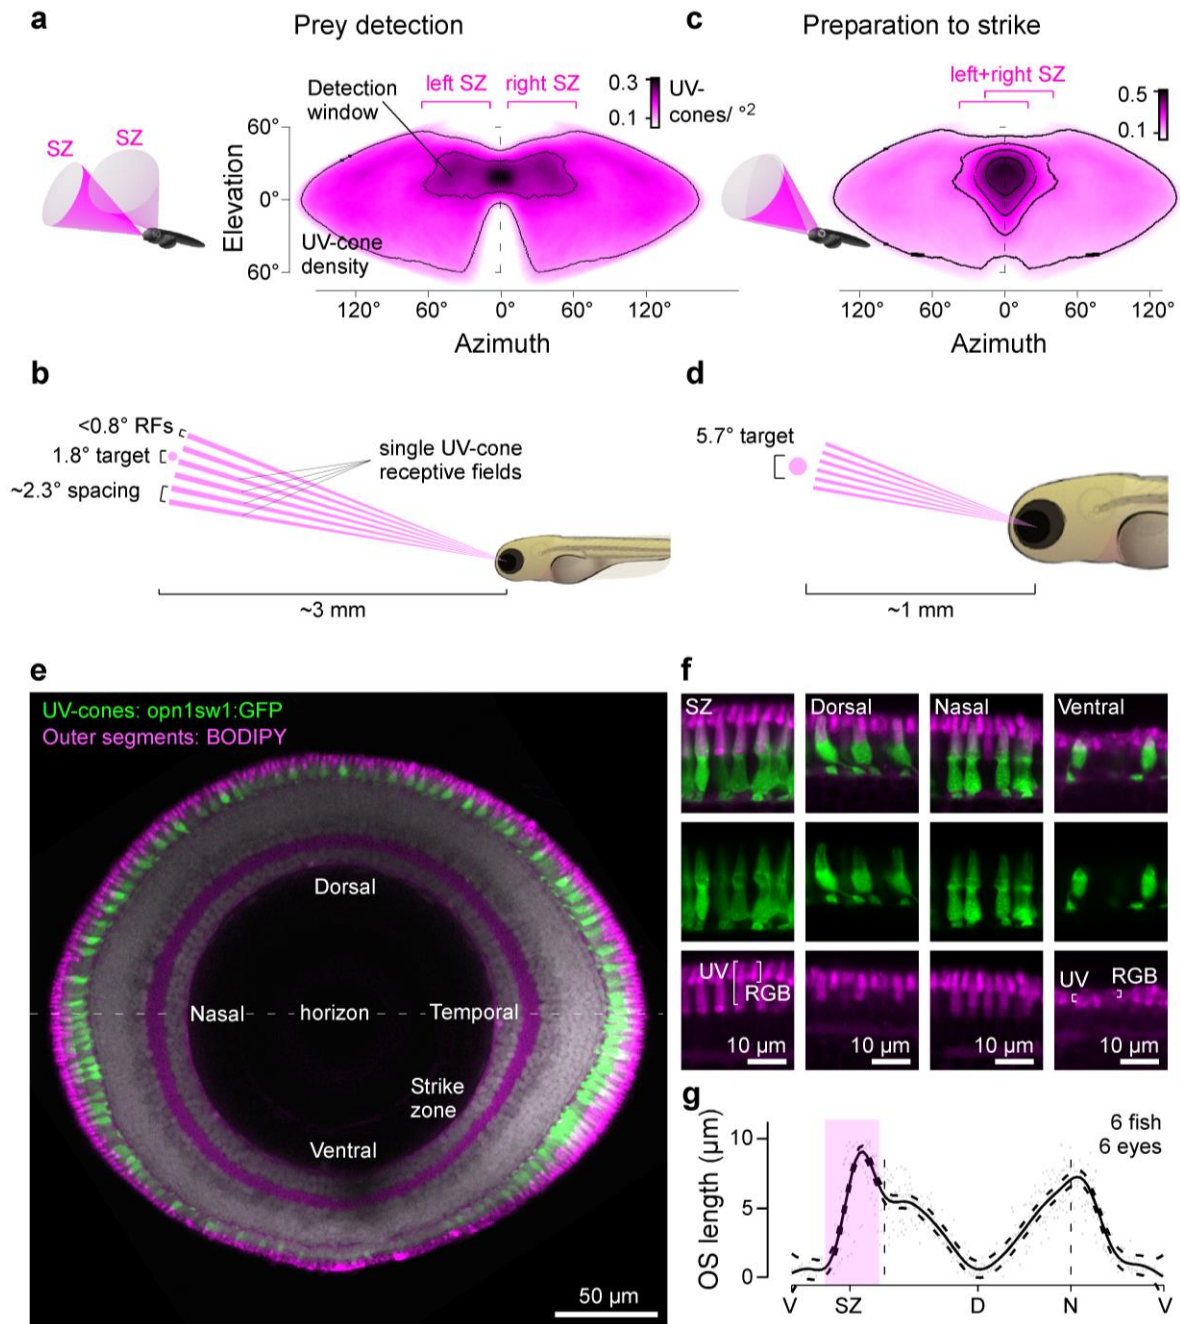 a
Prey detection
c
Preparation to strike
SZ
SZ
Detection
window
left SZ
right SZ
0.3
0.1
UV-
cones/ °2
left+right SZ
0.5
0.1
Elevation
60°
0°
60°
UV-cone
density
120°
60°
0°
60°
120°
Azimuth
120°
60°
0°
60°
120°
Azimuth
b
<0.8° RFs
1.8° target
~2.3° spacing
single UV-cone
receptive fields
~3 mm
d
5.7° target
~1 mm
e
UV-cones: opn1sw1:GFP
Outer segments: BODIPY
Dorsal
Nasal
horizon
Temporal
Strike
zone
Ventral
50 µm
f
SZ
Dorsal
Nasal
Ventral
UV
RGB
UV
RGB
10 µm
10 µm
10 µm
10 µm
g
6 fish
6 eyes
OS length (µm)
10
5
0
V
SZ
D
N
V